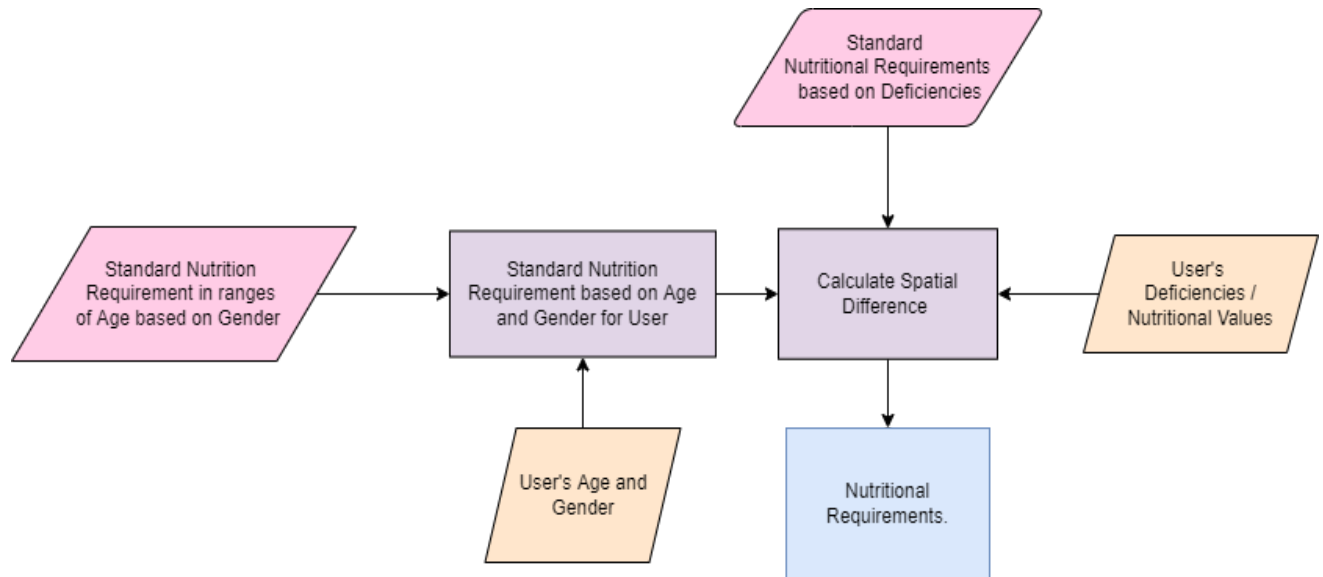 Standard
Nutritional Requirements
based on Deficiencies
Standard Nutrition
Requirement in ranges
of Age based on Gender
Standard Nutrition
Requirement based on Age
and Gender for User
Calculate Spatial
Difference
User's
Deficiencies /
Nutritional Values
User's Age and
Gender
Nutritional
Requirements.